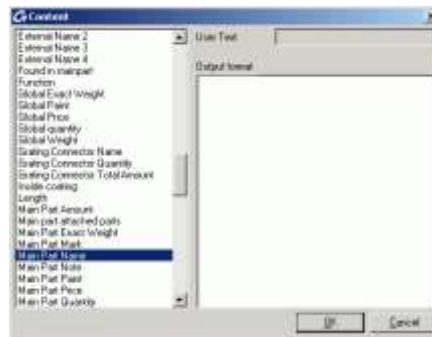 Content
External Name 2
External Name 3
External Name 4
Found in mainpart
Function
Global Exact Weight
Global Paint
Global Price
Global quantity
Global Weight
Grating Connector Name
Grating Connector Quantity
Grating Connector Total Amount
Inside coating
Length
Main Part Amount
Main part attached parts
Main Part Exact Weight
Main Part Mark
Main Part Name
Main Part Note
Main Part Paint
Main Part Price
Main Part Quantity
User Text
Output format
OK
Cancel